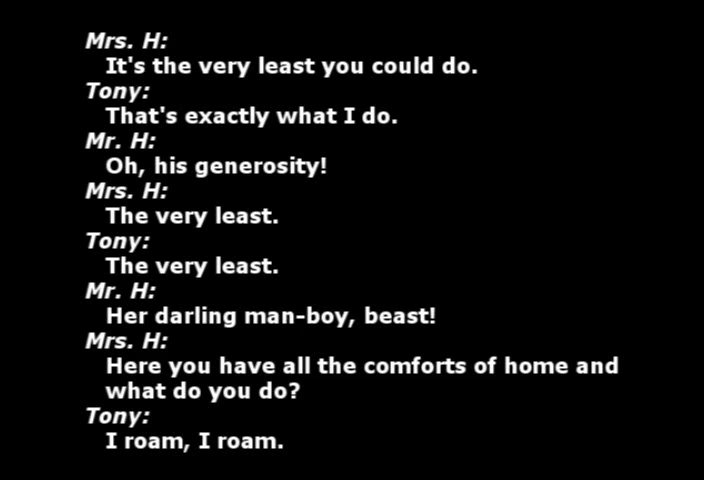 Mrs. H:
It's the very least you could do.
Tony:
That's exactly what I do.
Mr. H:
Oh, his generosity!
Mrs. H:
The very least.
Tony:
The very least.
Mr. H:
Her darling man-boy, beast!
Mrs. H:
Here you have all the comforts of home and
what do you do?
Tony:
I roam, I roam.